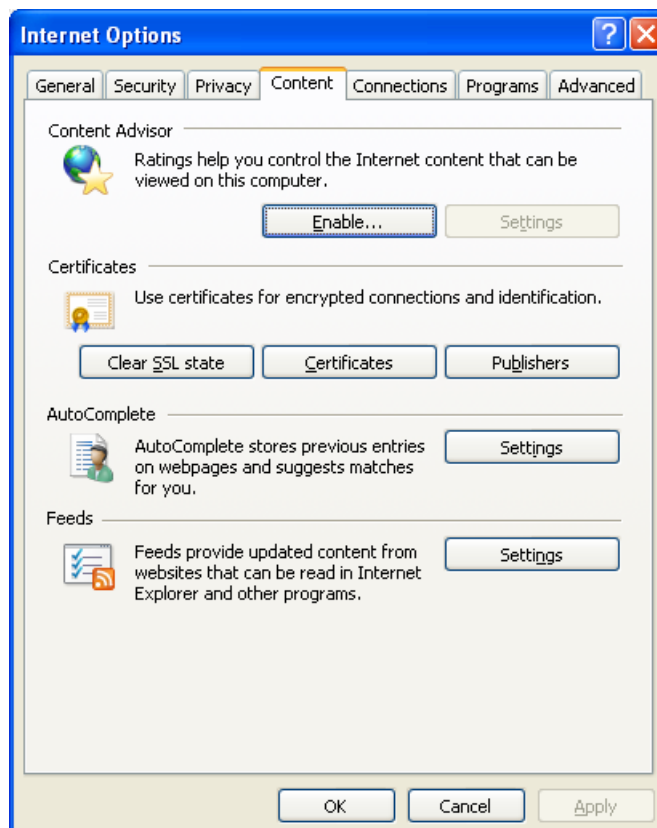 Internet Options
General Security Privacy Content Connections Programs Advanced
Content Advisor
Ratings help you control the Internet content that can be
viewed on this computer.
Enable... Settings
Certificates
Use certificates for encrypted connections and identification.
Clear SSL state Certificates Publishers
AutoComplete
AutoComplete stores previous entries
on webpages and suggests matches
for you.
Settings
Feeds
Feeds provide updated content from
websites that can be read in Internet
Explorer and other programs.
Settings
OK Cancel Apply